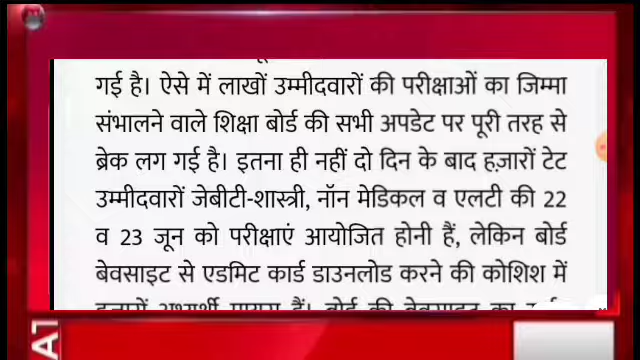 गई है। ऐसे में लाखों उम्मीदवारों की परीक्षाओं का जिम्मा
संभालने वाले शिक्षा बोर्ड की सभी अपडेट पर पूरी तरह से
ब्रेक लग गई है। इतना ही नहीं दो दिन के बाद हज़ारों टेट
उम्मीदवारों जेबीटी-शास्त्री, नॉन मेडिकल व एलटी की 22
व 23 जून को परीक्षाएं आयोजित होनी हैं, लेकिन बोर्ड
बेवसाइट से एडमिट कार्ड डाउनलोड करने की कोशिश में